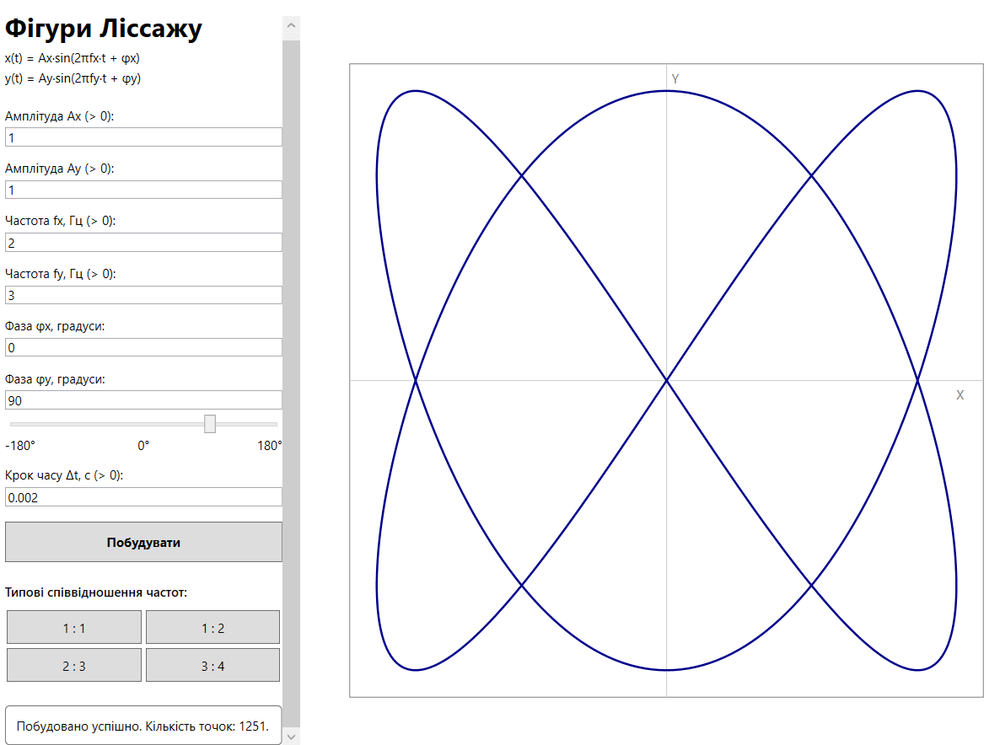 Фігури Ліссажу
x(t) = Ax·sin(2πfx·t + φx)
y(t) = Ay·sin(2πfy·t + φy)
Амплітуда Ax (> 0):
1
Амплітуда Ay (> 0):
1
Частота fx, Гц (> 0):
2
Частота fy, Гц (> 0):
3
Фаза φx, градуси:
0
Фаза φy, градуси:
90
-180° 0° 180°
Крок часу Δt, с (> 0):
0.002
Побудувати
Типові співвідношення частот:
1 : 1 1 : 2
2 : 3 3 : 4
Побудовано успішно. Кількість точок: 1251.
Y
X